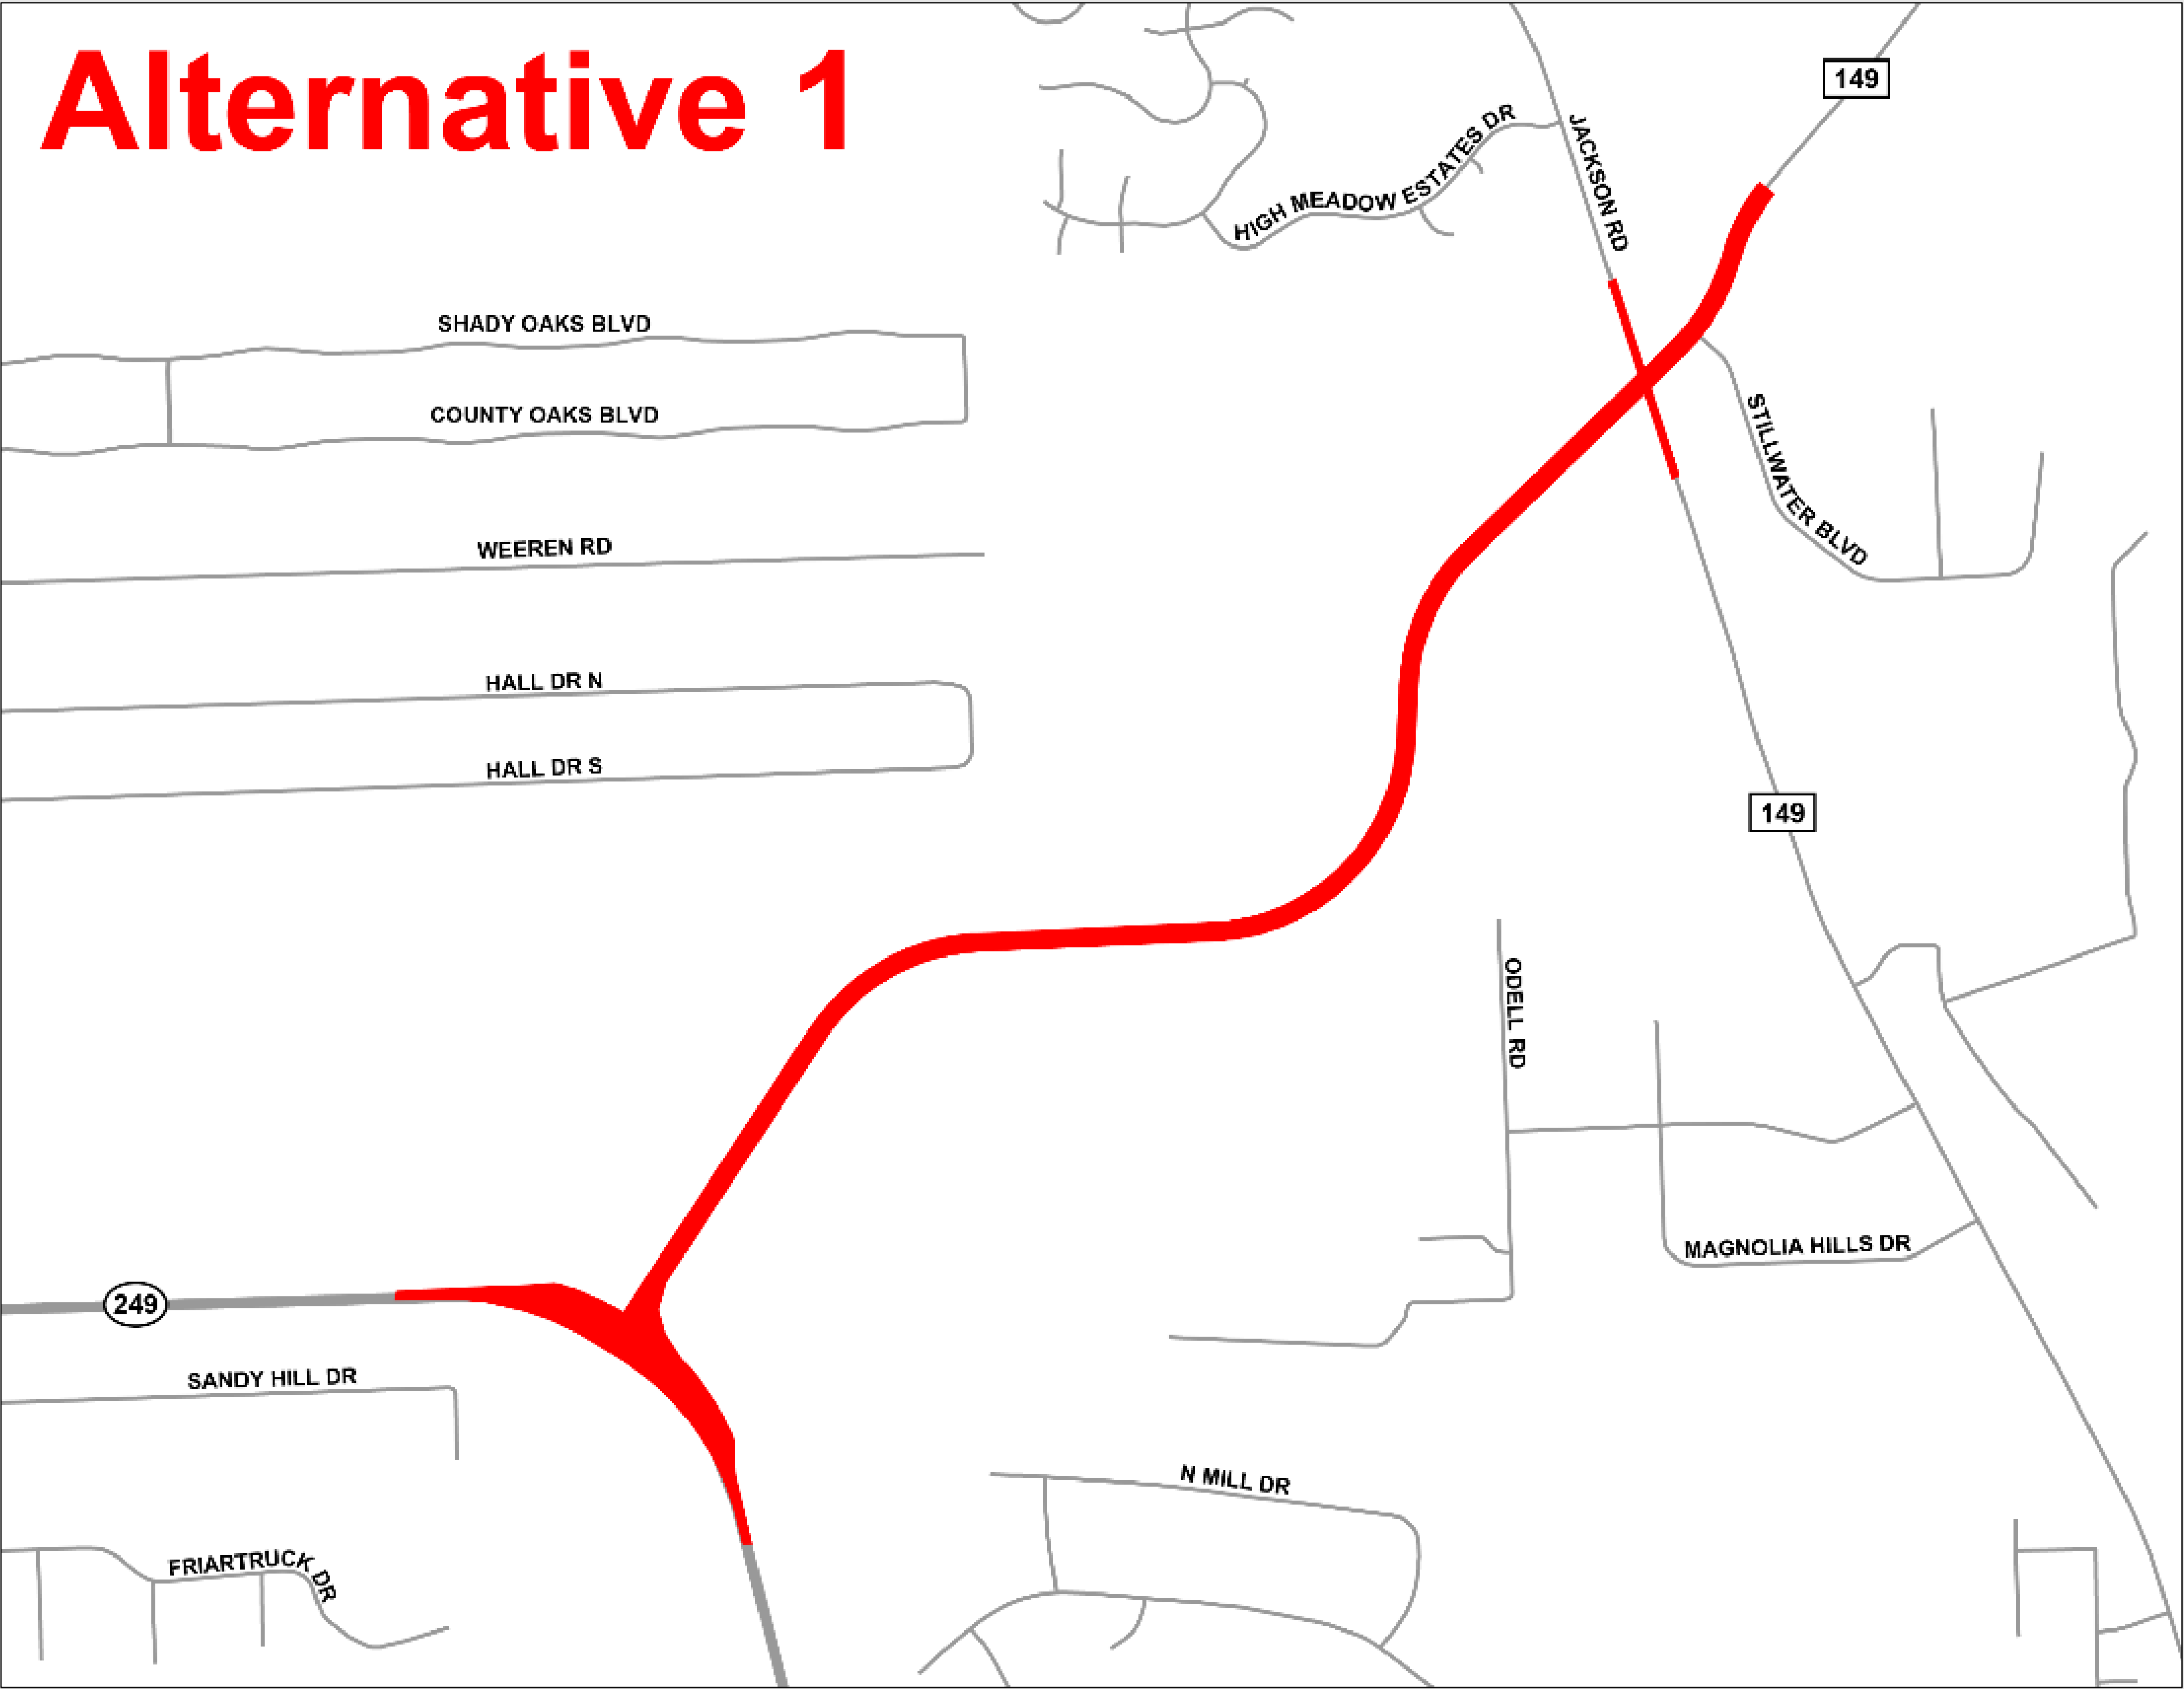 Alternative 1
149
HIGH MEADOW ESTATES DR
JACKSON RD
SHADY OAKS BLVD
COUNTY OAKS BLVD
STILLWATER BLVD
WEEREN RD
HALL DR N
HALL DR S
149
ODELL RD
MAGNOLIA HILLS DR
249
SANDY HILL DR
N MILL DR
FRIARTRUCK DR